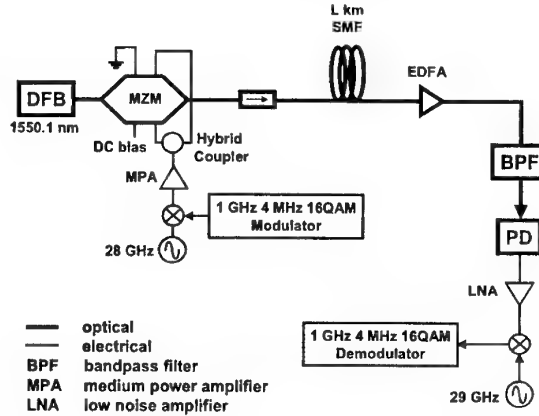 L km
SMF
EDFA
DFB
MZM
1550.1 nm
DC bias
Hybrid
Coupler
MPA
BPF
1 GHz 4 MHz 16QAM
Modulator
PD
28 GHz
LNA
1 GHz 4 MHz 16QAM
Demodulator
optical
electrical
BPF bandpass filter
MPA medium power amplifier
LNA low noise amplifier
29 GHz